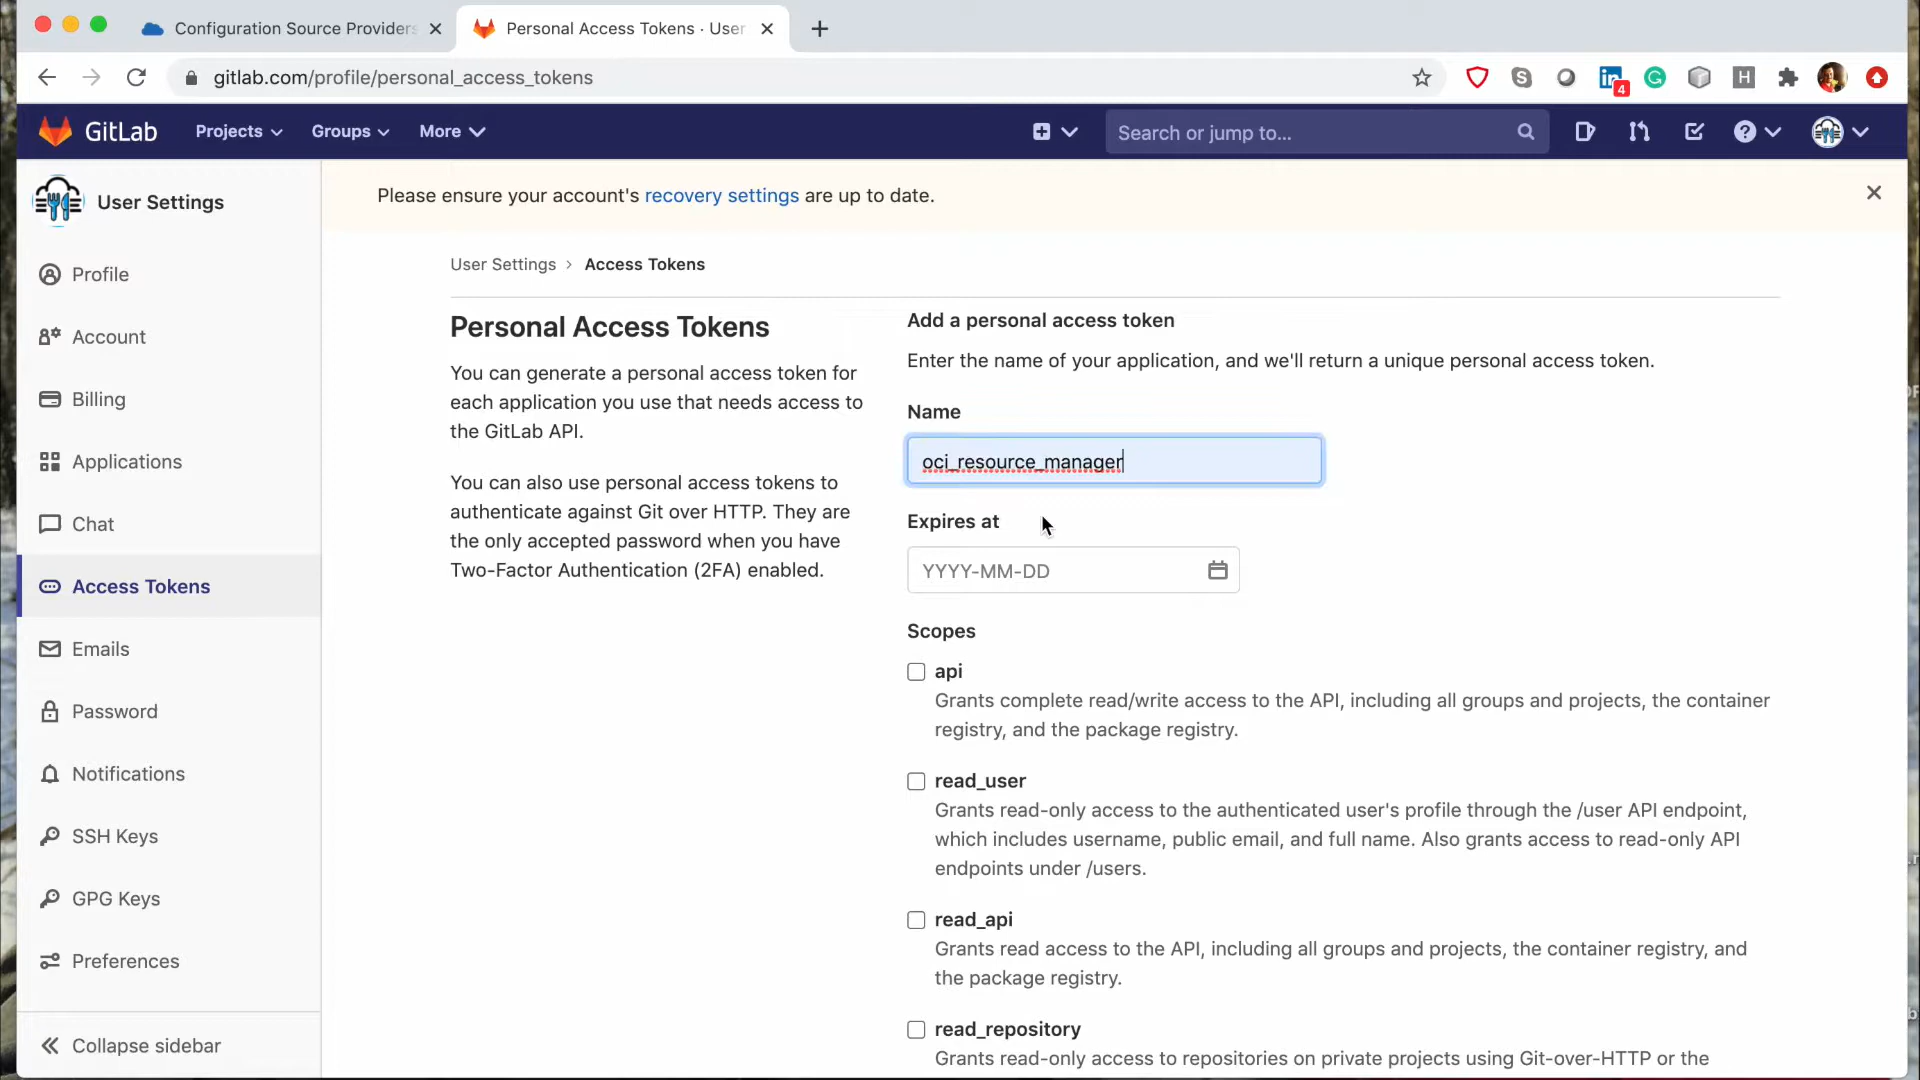 Configuration Source Providers
Personal Access Tokens · User
gitlab.com/profile/personal_access_tokens
4
H
GitLab
Projects
Groups
More
Search or jump to...
User Settings
Please ensure your account's recovery settings are up to date.
Profile
Account
Billing
Applications
Chat
Access Tokens
Emails
Password
Notifications
SSH Keys
GPG Keys
Preferences
Collapse sidebar
User Settings › Access Tokens
Personal Access Tokens
You can generate a personal access token for
each application you use that needs access to
the GitLab API.
You can also use personal access tokens to
authenticate against Git over HTTP. They are
the only accepted password when you have
Two-Factor Authentication (2FA) enabled.
Add a personal access token
Enter the name of your application, and we'll return a unique personal access token.
Name
oci_resource_manager
Expires at
YYYY-MM-DD
Scopes
api
Grants complete read/write access to the API, including all groups and projects, the container
registry, and the package registry.
read_user
Grants read-only access to the authenticated user's profile through the /user API endpoint,
which includes username, public email, and full name. Also grants access to read-only API
endpoints under /users.
read_api
Grants read access to the API, including all groups and projects, the container registry, and
the package registry.
read_repository
Grants read-only access to repositories on private projects using Git-over-HTTP or the